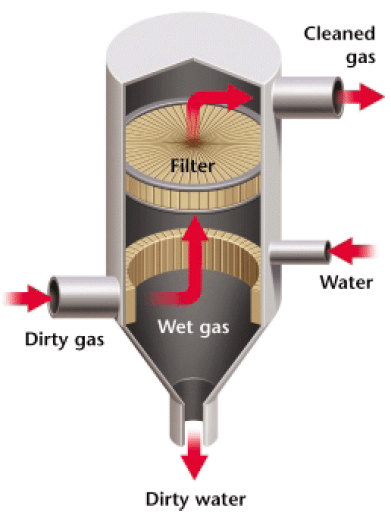 Cleaned
gas
Filter
Water
Dirty gas
Wet gas
Dirty water